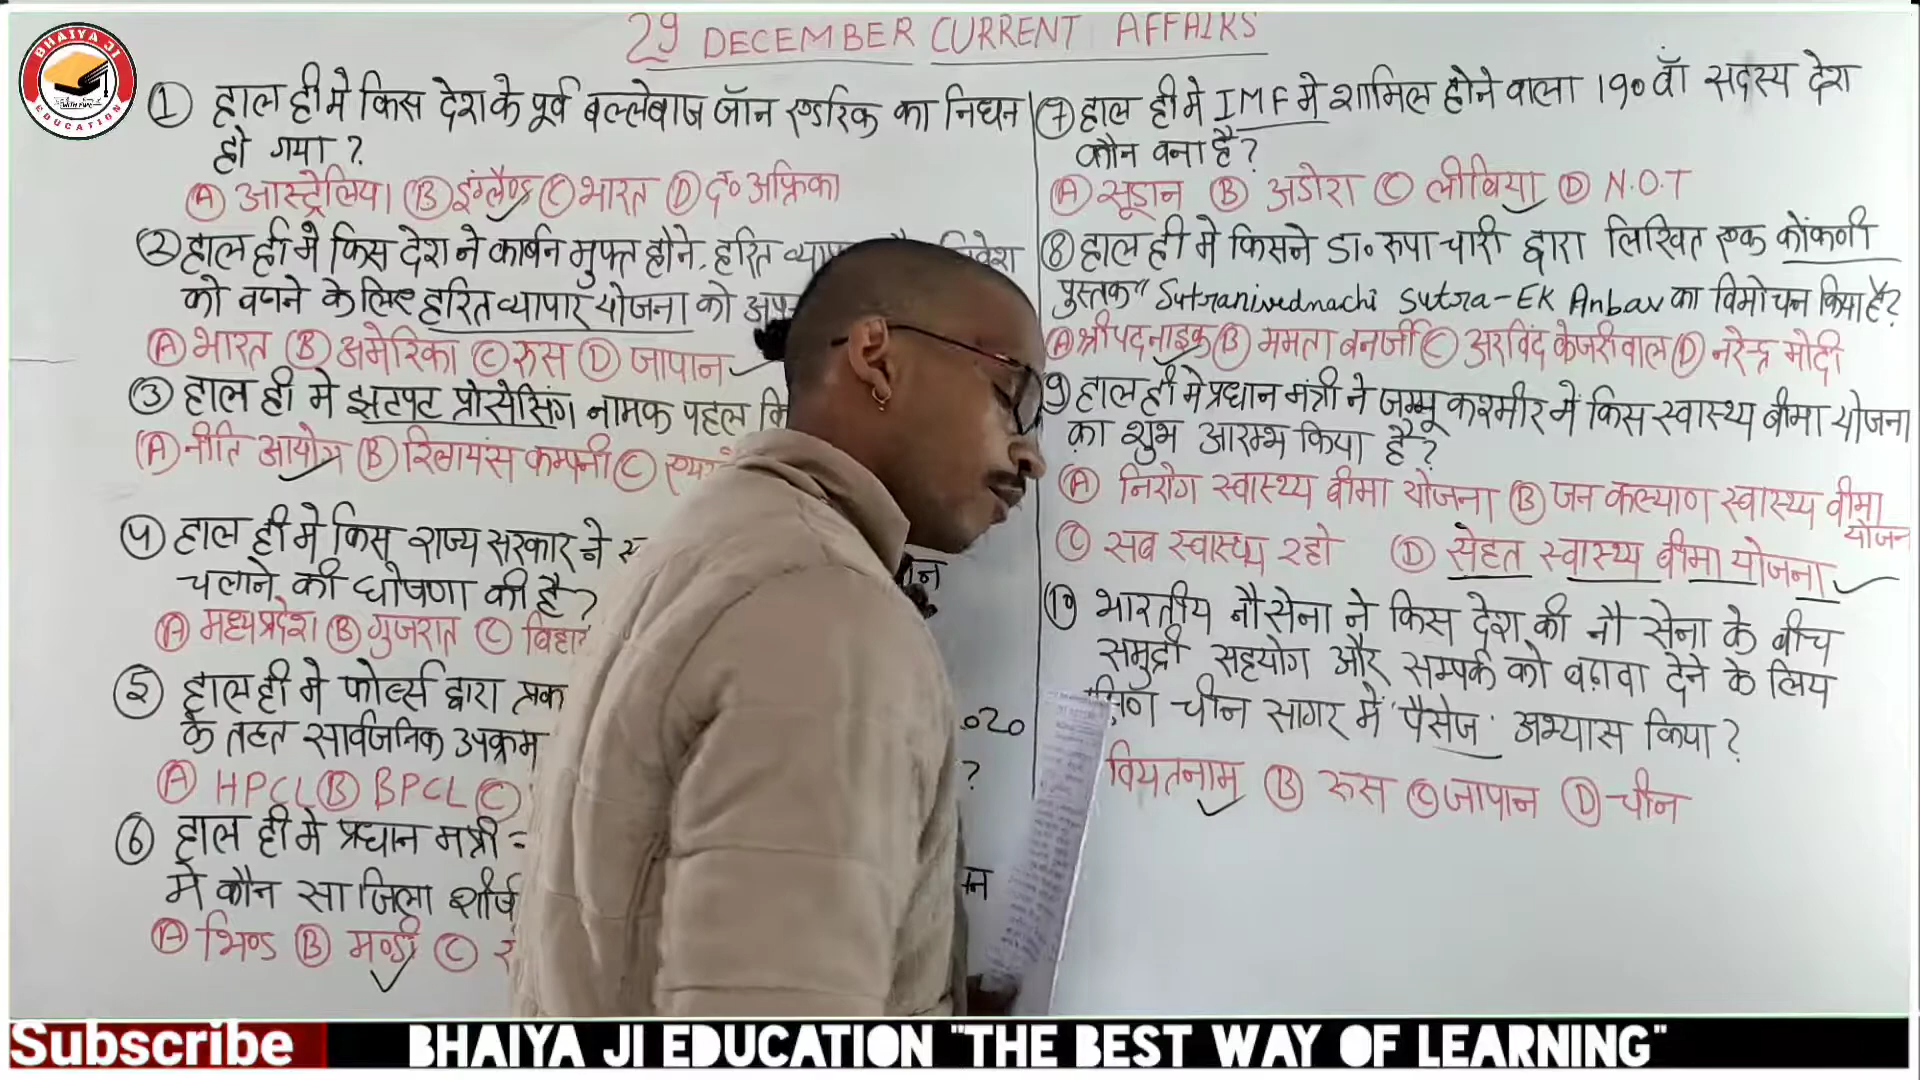 29 DECEMBER CURRENT AFFAIRS
BHAIYA JI
EDUCATION
① हाल ही मे किस देश के पूर्व बल्लेबाज जॉन एडरिक का निधन
हो गया ?
Ⓐ आस्ट्रेलिया Ⓑ इंग्लैण्ड Ⓒ भारत Ⓓ द॰ अफ्रिका
② हाल ही मे किस देश ने कार्बन मुफ्त होने, हरित
को बपने के लिए हरित व्यापार योजना को
Ⓐ भारत Ⓑ अमेरिका Ⓒ रुस Ⓓ जापान
③ हाल ही मे झटपट प्रोसेसिंग नामक पहल
Ⓐ नीति आयोग Ⓑ रिलायंस कम्पनी Ⓒ
④ हाल ही मे किस राज्य सरकार ने
चलाने की घोषणा की है ?
Ⓐ मध्यप्रदेश Ⓑ गुजरात Ⓒ
⑤ हाल ही मे फोर्ब्स द्वारा
के तहत सार्वजनिक उपक्रम
?
Ⓐ HPCL Ⓑ BPCL Ⓒ
⑥ हाल ही मे प्रधान मंत्री
मे कौन सा जिला
Ⓐ भिण्ड Ⓑ मण्डी Ⓒ
⑦ हाल ही मे IMF मे शामिल होने वाला 190 वाँ सदस्य देश
कौन बना है ?
Ⓐ सूडान Ⓑ अंडोरा Ⓒ लीबिया Ⓓ N.O.T
⑧ हाल ही मे किसने डा॰ रुपा चारी द्वारा लिखित एक कोंकणी
पुस्तक " Sutranivednachi Sutra - EK Anbav का विमोचन किया है ?
Ⓐ श्रीपद नाइक Ⓑ ममता बनर्जी Ⓒ अरविंद केजरीवाल Ⓓ नरेन्द्र मोदी
9 हाल ही मे प्रधान मंत्री ने जम्मू कश्मीर में किस स्वास्थ्य बीमा योजना
का शुभ आरम्भ किया है ?
Ⓐ निरोग स्वास्थ्य बीमा योजना Ⓑ जन कल्याण स्वास्थ्य बीमा
योजन
Ⓒ सब स्वास्थ्य रहो Ⓓ सेहत स्वास्थ्य बीमा योजना
⑩ भारतीय नौ सेना ने किस देश की नौ सेना के बीच
समुद्री सहयोग और सम्पर्क को बढ़ावा देने के लिय
चीन सागर में 'पैसेज' अभ्यास किया ?
वियतनाम Ⓑ रुस Ⓒ जापान Ⓓ चीन
Subscribe BHAIYA JI EDUCATION "THE BEST WAY OF LEARNING"